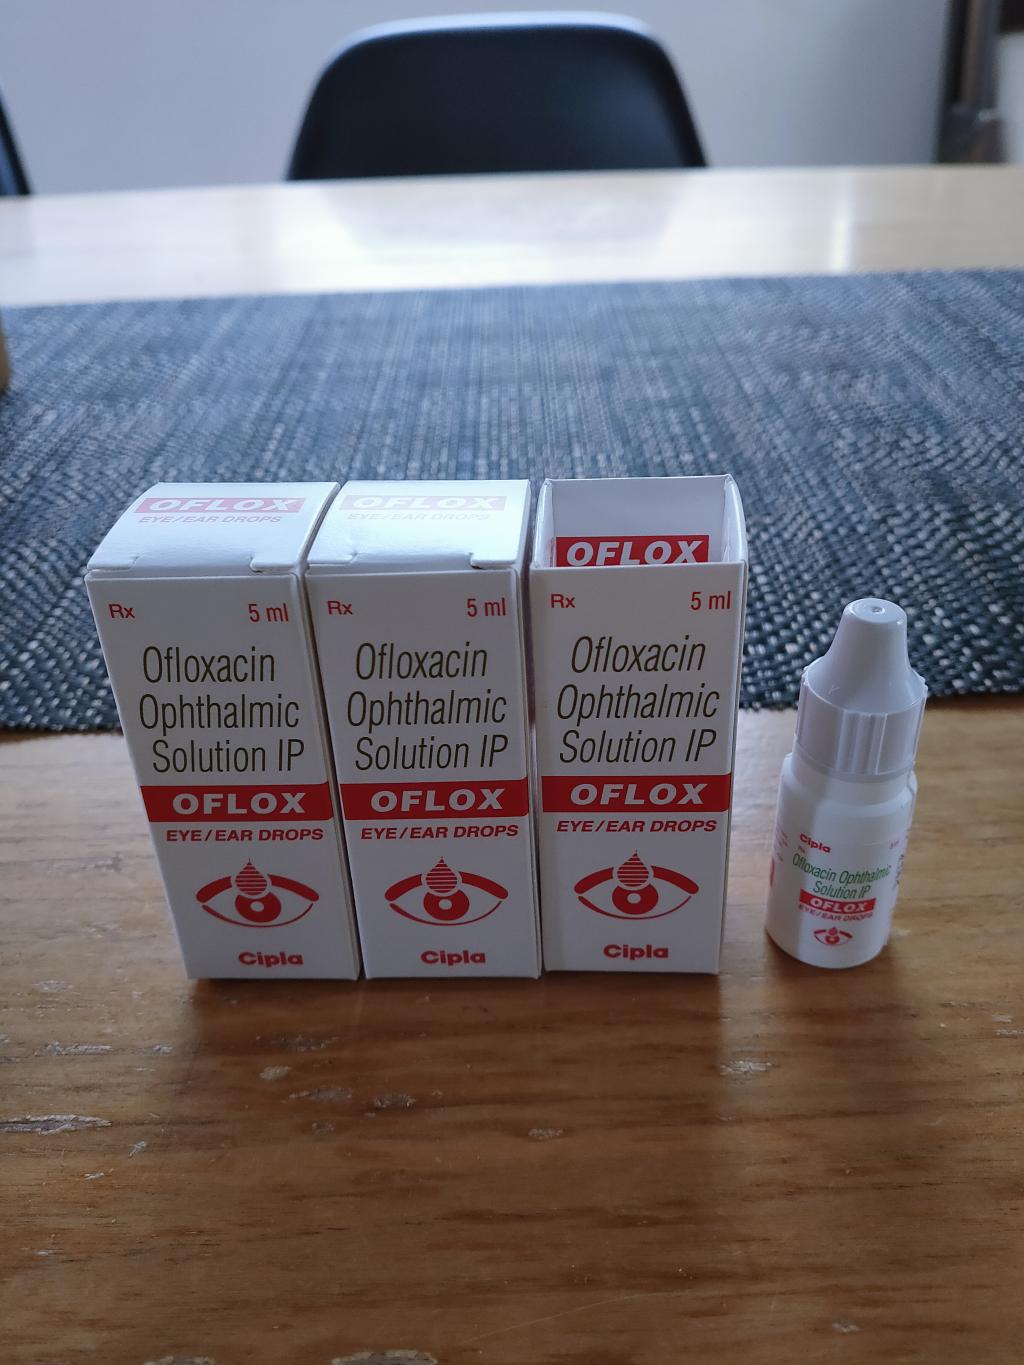 OFLOX
EYE/EAR DROPS
Rx 5 ml
Ofloxacin
Ophthalmic
Solution IP
OFLOX
EYE/EAR DROPS
Cipla
OFLOX
EYE/EAR DROPS
Rx 5 ml
Ofloxacin
Ophthalmic
Solution IP
OFLOX
EYE/EAR DROPS
Cipla
OFLOX
Rx 5 ml
Ofloxacin
Ophthalmic
Solution IP
OFLOX
EYE/EAR DROPS
Cipla
Cipla
Rx
Ofloxacin Ophthalmic
Solution IP
OFLOX
EYE/EAR DROPS